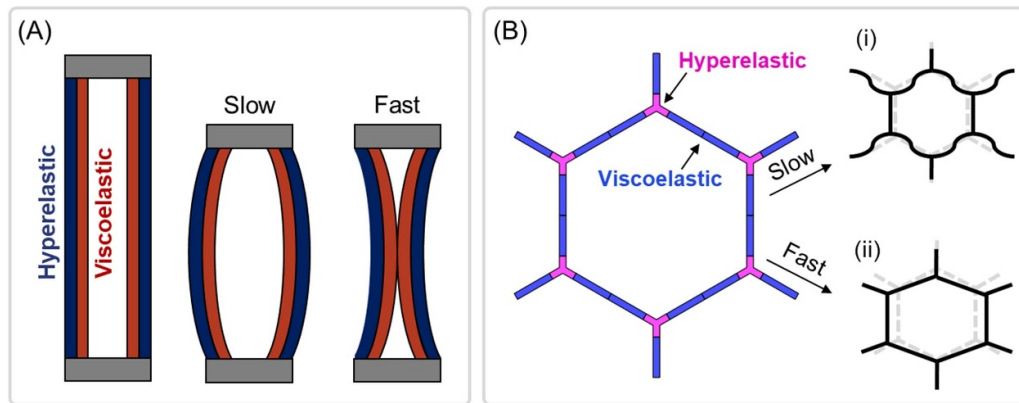 (A)
Hyperelastic
Viscoelastic
Slow
Fast
(B)
Hyperelastic
Viscoelastic
Slow
Fast
(i)
(ii)